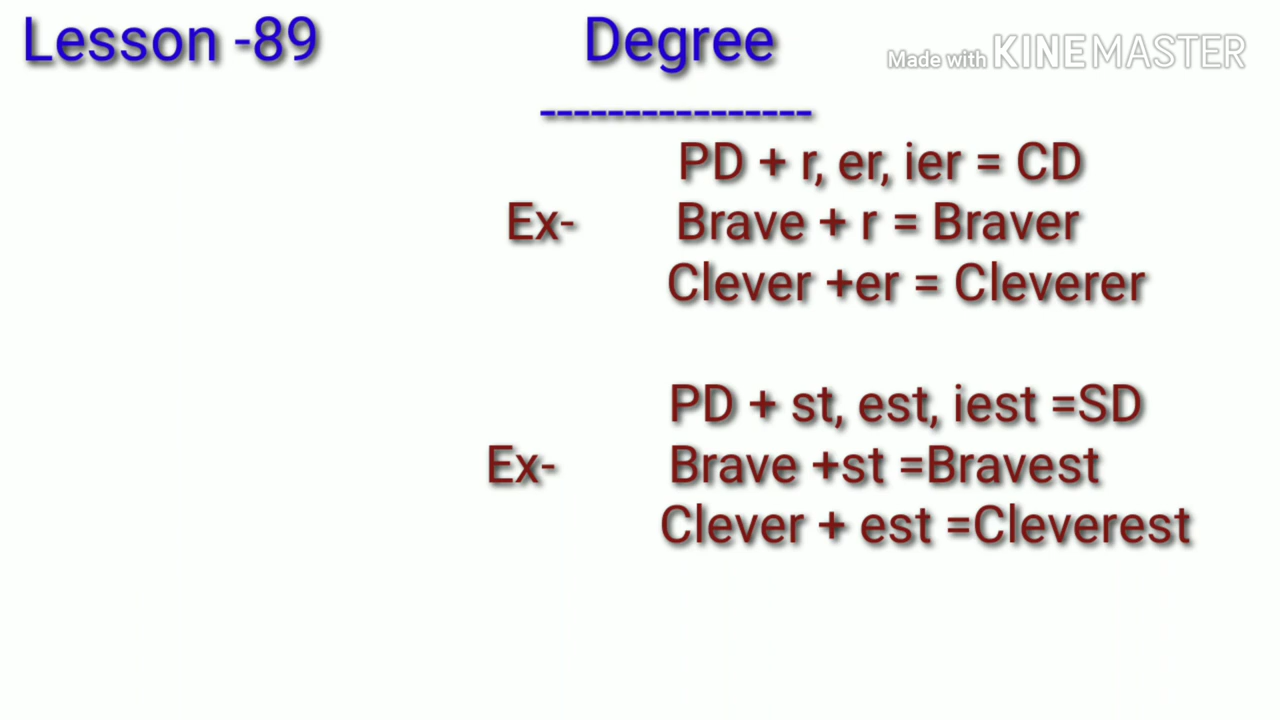 Lesson -89 Degree Made with KINEMASTER
----------------
PD + r, er, ier = CD
Ex- Brave + r = Braver
Clever +er = Cleverer
PD + st, est, iest =SD
Ex- Brave +st =Bravest
Clever + est =Cleverest